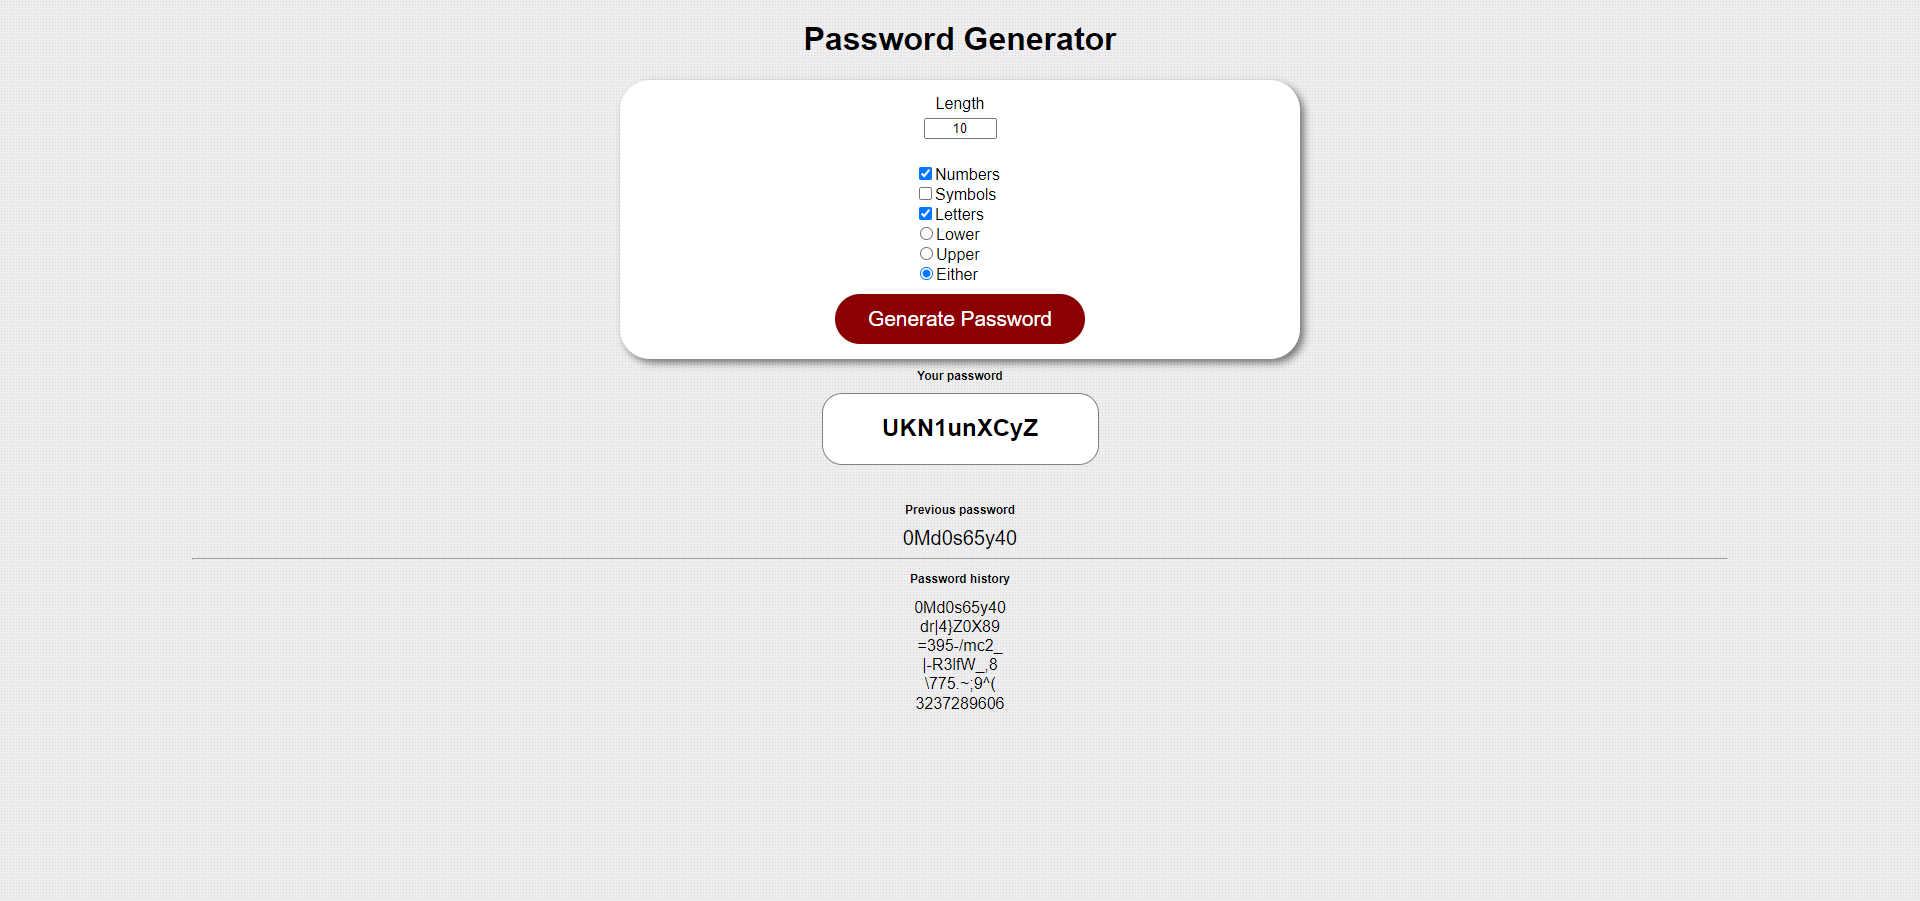 Password Generator
Length
10
Numbers
Symbols
Letters
Lower
Upper
Either
Generate Password
Your password
UKN1unXCyZ
Previous password
0Md0s65y40
Password history
0Md0s65y40
dr|4}Z0X89
=395-/mc2_
|-R3lfW_,8
\775.~;9^(
3237289606